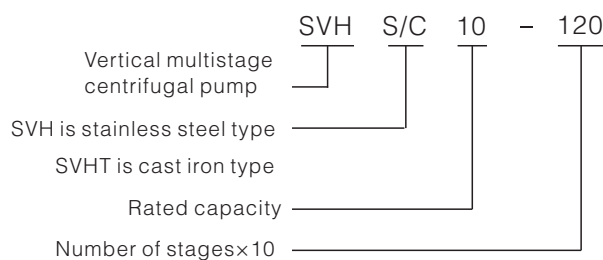 SVH S/C 10 - 120
Vertical multistage
centrifugal pump
SVH is stainless steel type
SVHT is cast iron type
Rated capacity
Number of stages×10